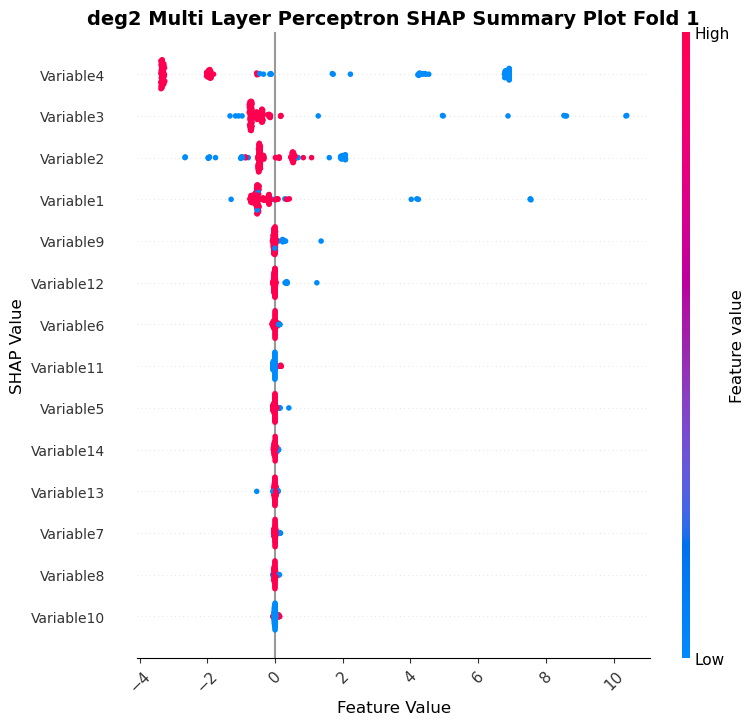 deg2 Multi Layer Perceptron SHAP Summary Plot Fold 1
High
Variable4
Variable3
Variable2
Variable1
Variable9
Variable12
Variable6
Variable11
Variable5
Variable14
Variable13
Variable7
Variable8
Variable10
SHAP Value
Feature value
Low
−4
−2
0
2
4
6
8
10
Feature Value